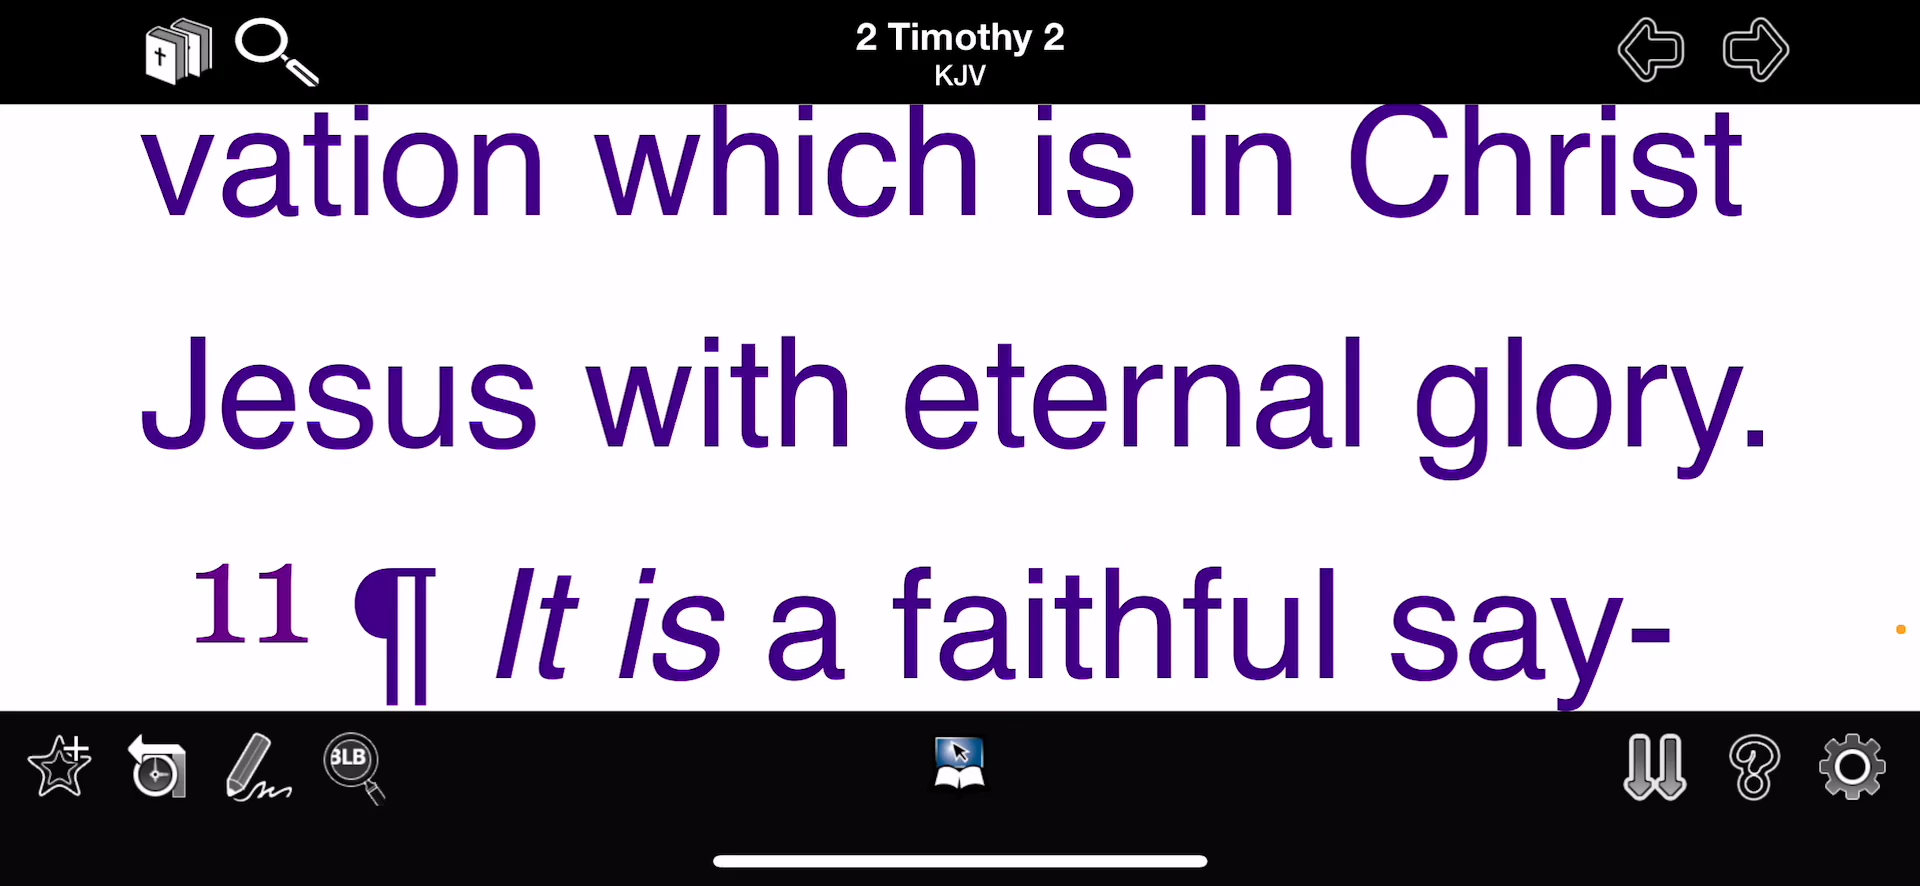 2 Timothy 2
KJV
vation which is in Christ
Jesus with eternal glory.
11 ¶ It is a faithful say-
BLB